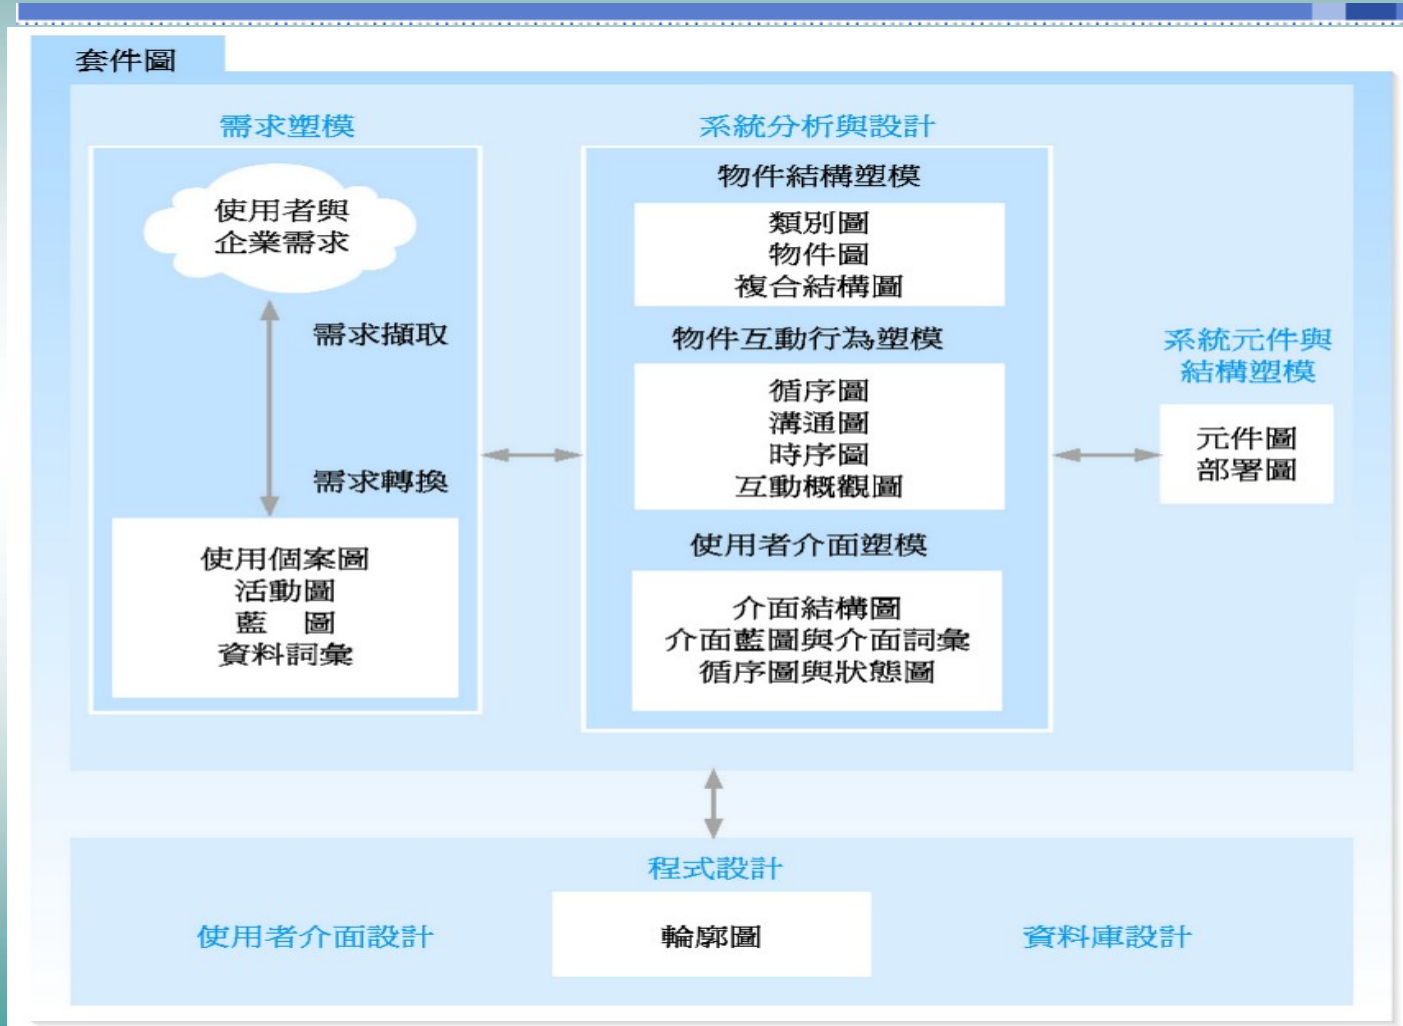 套件圖
需求塑模
使用者與
企業需求
需求擷取
需求轉換
使用個案圖
活動圖
藍 圖
資料詞彙
系統分析與設計
物件結構塑模
類別圖
物件圖
複合結構圖
物件互動行為塑模
循序圖
溝通圖
時序圖
互動概觀圖
使用者介面塑模
介面結構圖
介面藍圖與介面詞彙
循序圖與狀態圖
系統元件與
結構塑模
元件圖
部署圖
程式設計
使用者介面設計
輪廓圖
資料庫設計